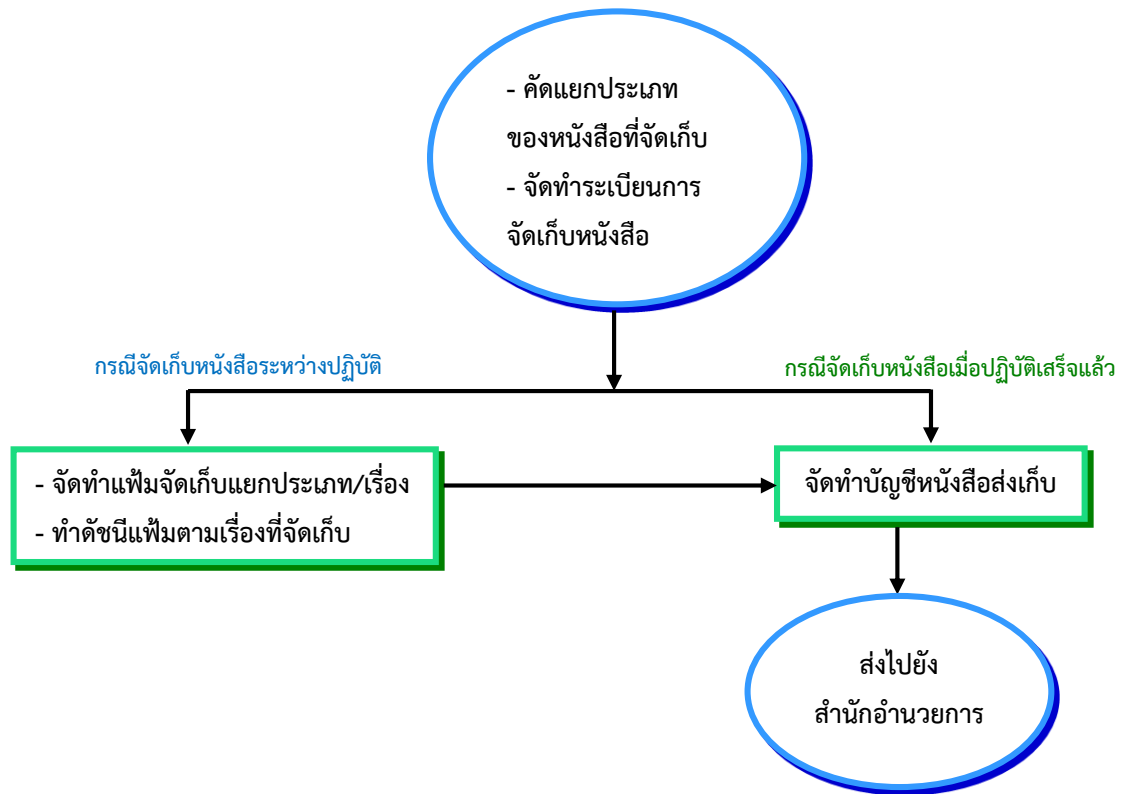 - คัดแยกประเภท
ของหนังสือที่จัดเก็บ
- จัดทำระเบียนการ
จัดเก็บหนังสือ
กรณีจัดเก็บหนังสือระหว่างปฏิบัติ
กรณีจัดเก็บหนังสือเมื่อปฏิบัติเสร็จแล้ว
- จัดทำแฟ้มจัดเก็บแยกประเภท/เรื่อง
- ทำดัชนีแฟ้มตามเรื่องที่จัดเก็บ
จัดทำบัญชีหนังสือส่งเก็บ
ส่งไปยัง
สำนักอำนวยการ